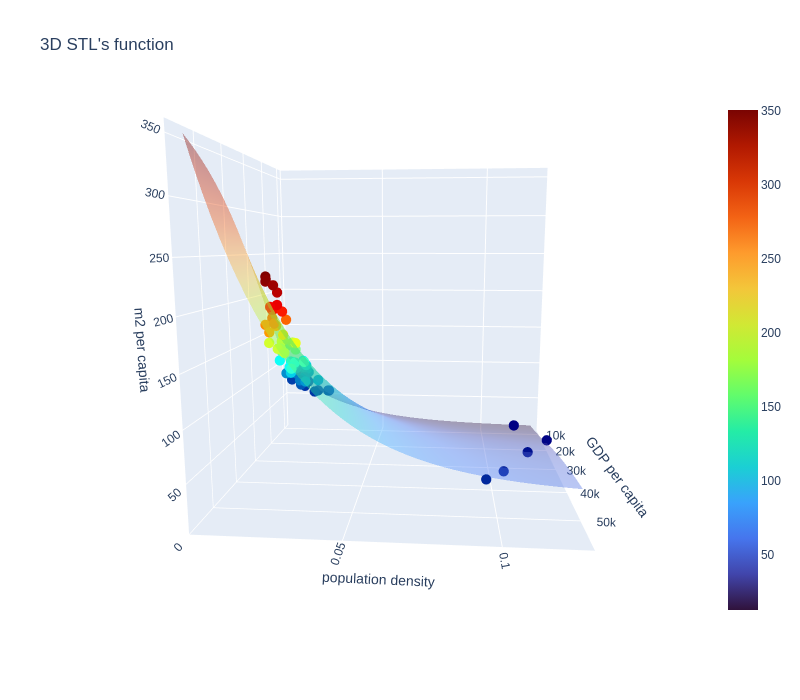 3D STL's function
350
300
250
200
150
100
50
m2 per capita
0
0.05
0.1
population density
10k
20k
30k
40k
50k
GDP per capita
350
300
250
200
150
100
50